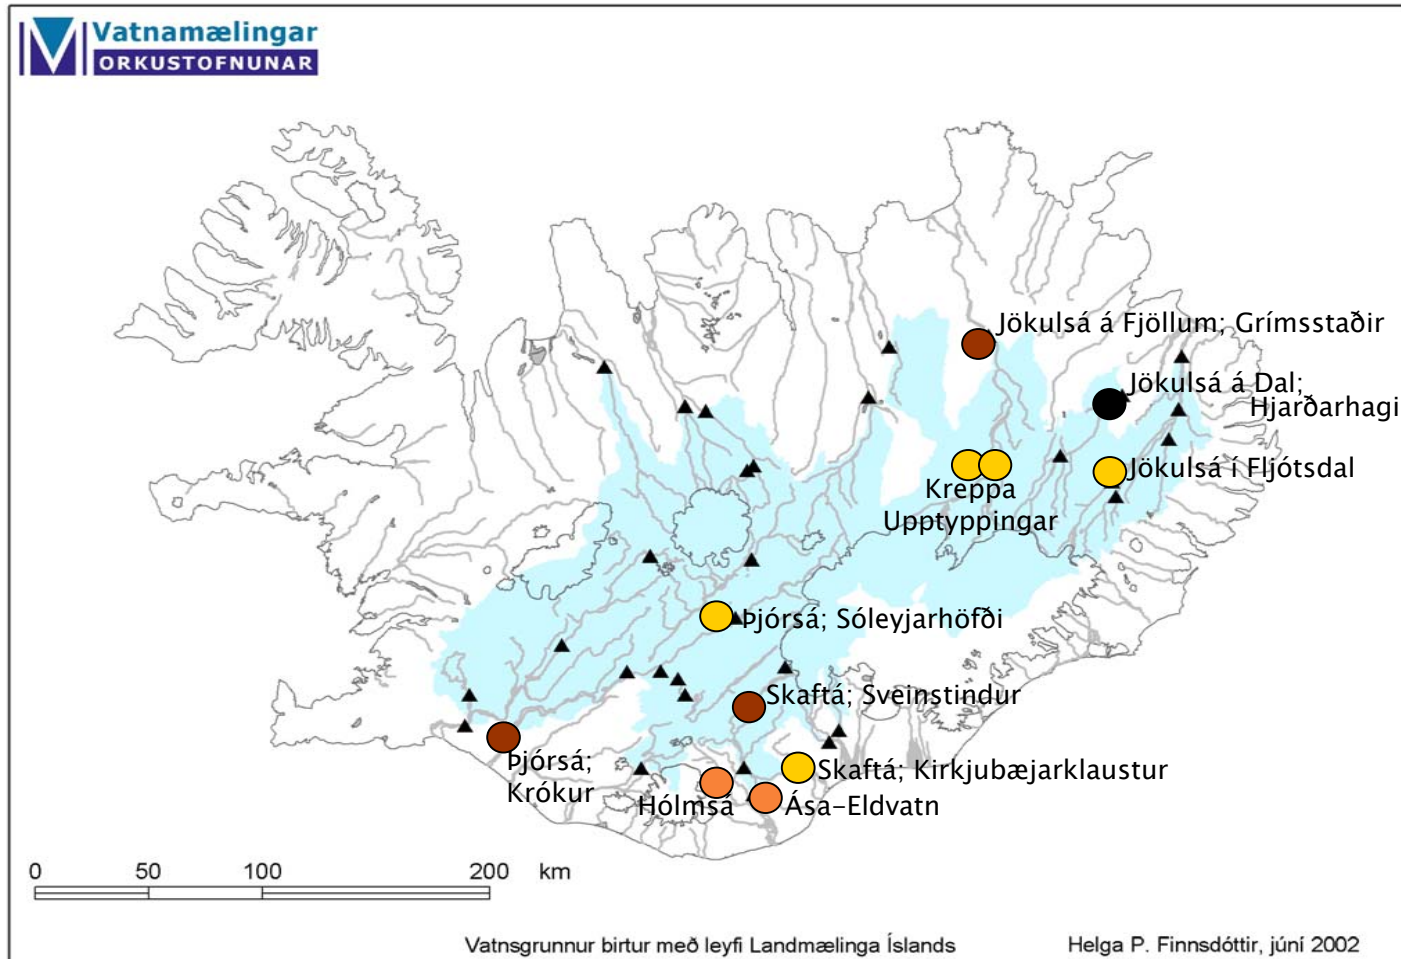 Vatnamælingar
ORKUSTOFNUNAR
Jökulsá á Fjöllum; Grímsstaðir
Jökulsá á Dal;
Hjarðarhagi
Jökulsá í Fljótsdal
Kreppa
Upptyppingar
Þjórsá; Sóleyjarhöfði
Skaftá; Sveinstindur
Þjórsá;
Krókur
Skaftá; Kirkjubæjarklaustur
Hólmsá
Ása-Eldvatn
0 50 100 200 km
Vatnsgrunnur birtur með leyfi Landmælinga Íslands
Helga P. Finnsdóttir, júní 2002